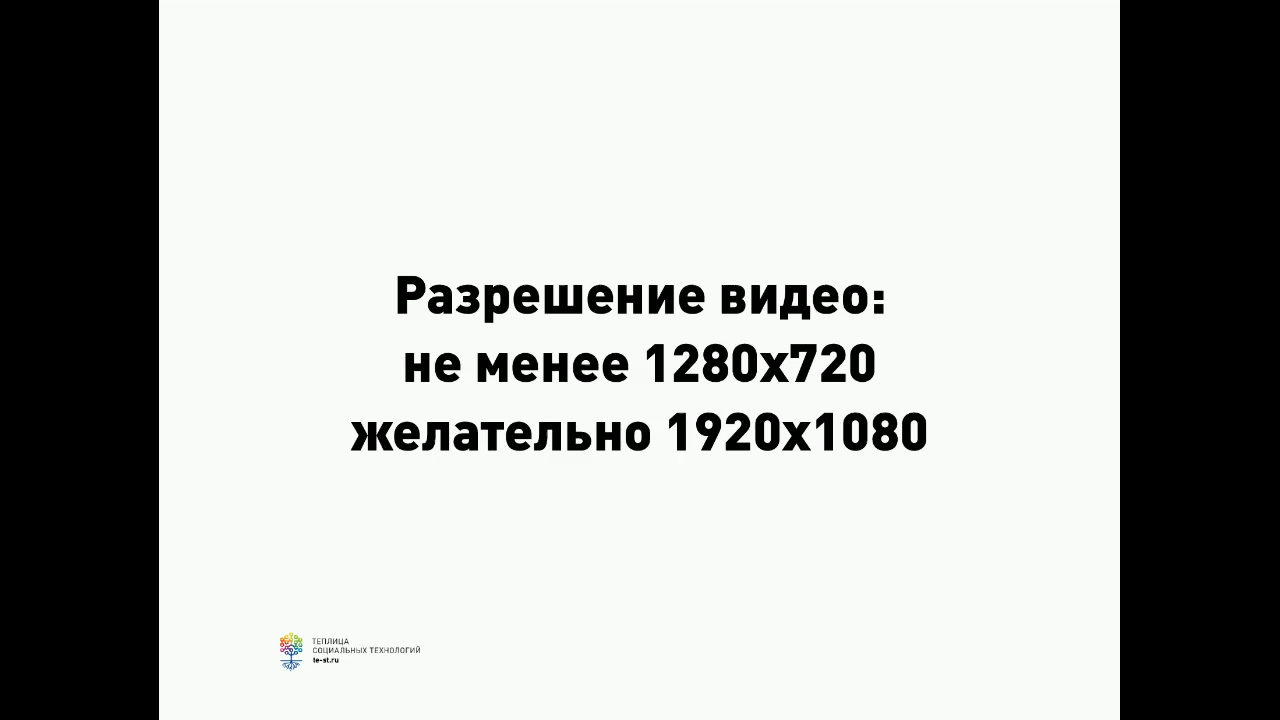 Разрешение видео:
не менее 1280x720
желательно 1920x1080
ТЕПЛИЦА
СОЦИАЛЬНЫХ ТЕХНОЛОГИЙ
te-st.ru